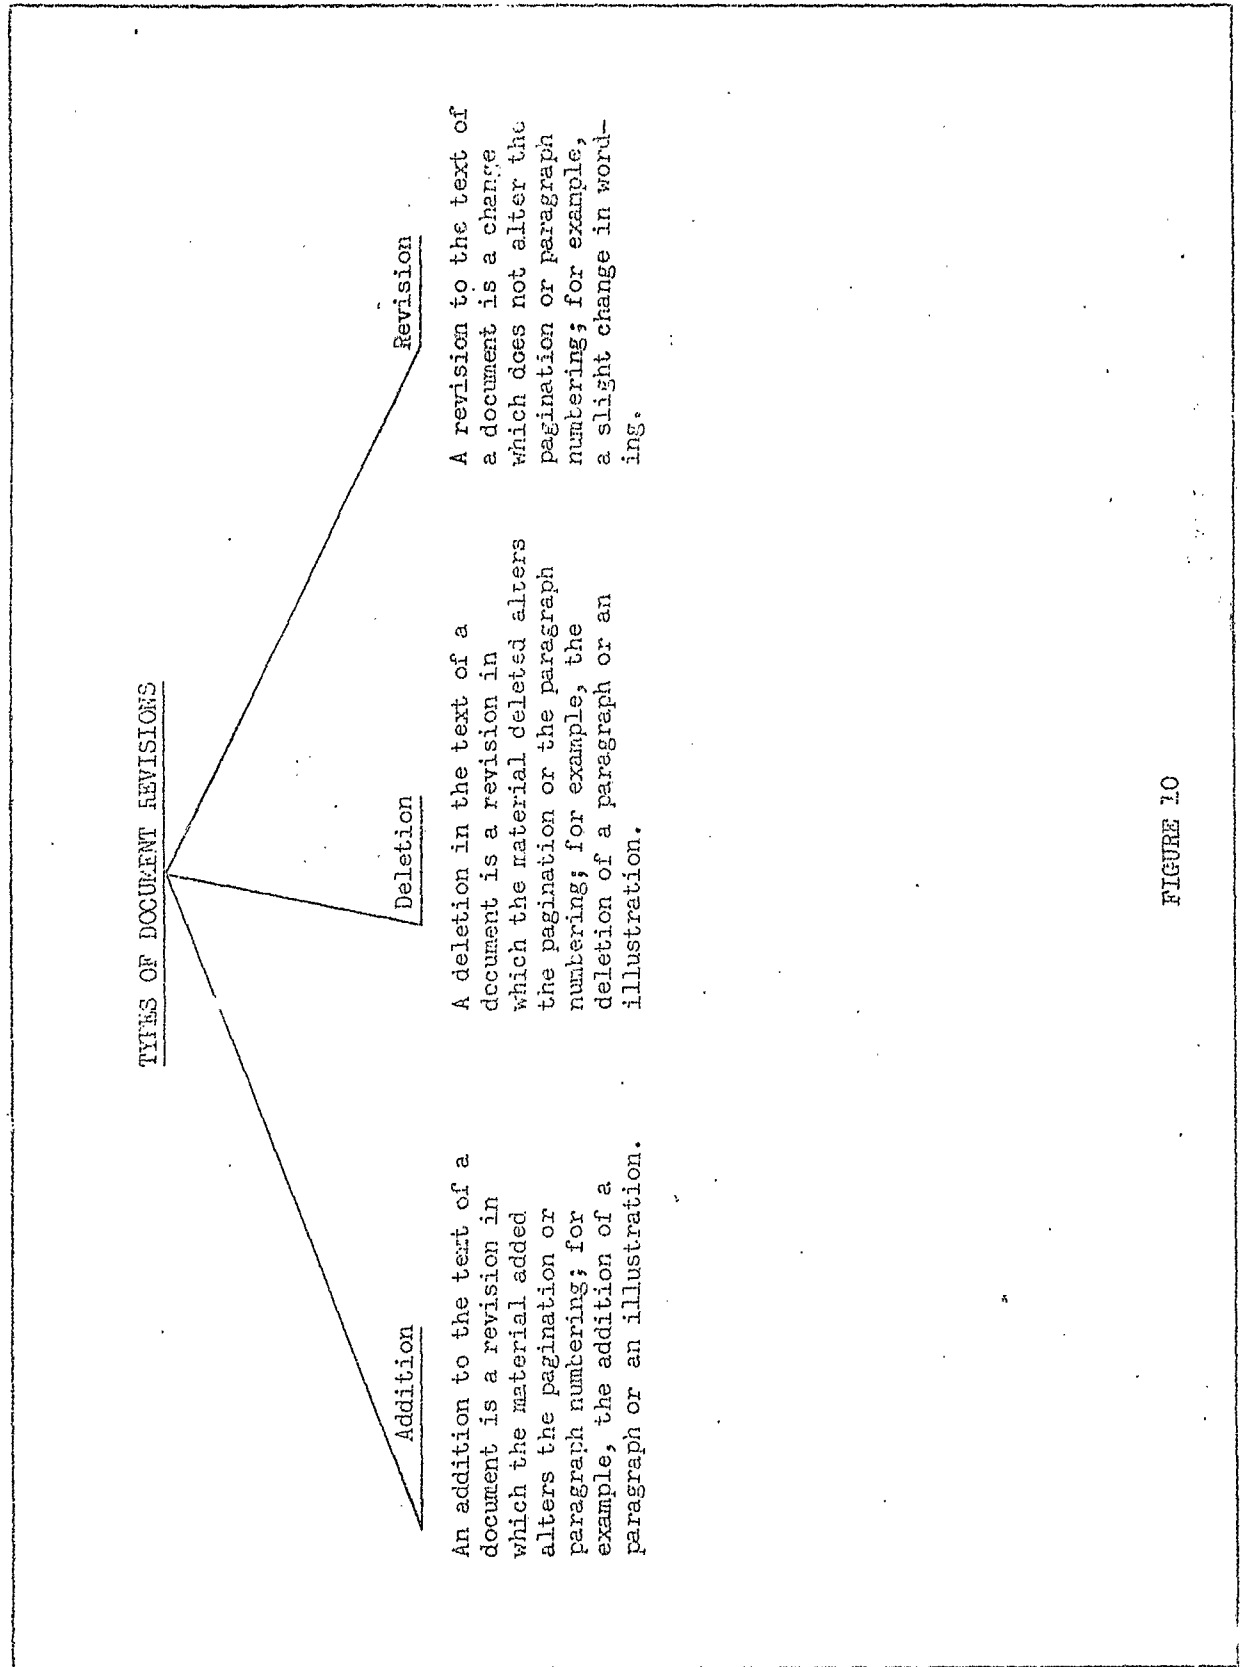 TYPES OF DOCUMENT REVISIONS
Addition
An addition to the text of a
document is a revision in
which the material added
alters the pagination or
paragraph numbering; for
example, the addition of a
paragraph or an illustration.
Deletion
A deletion in the text of a
document is a revision in
which the material deleted alters
the pagination or the paragraph
numbering; for example, the
deletion of a paragraph or an
illustration.
Revision
A revision to the text of
a document is a change
which does not alter the
pagination or paragraph
numbering; for example,
a slight change in word-
ing.
FIGURE 10